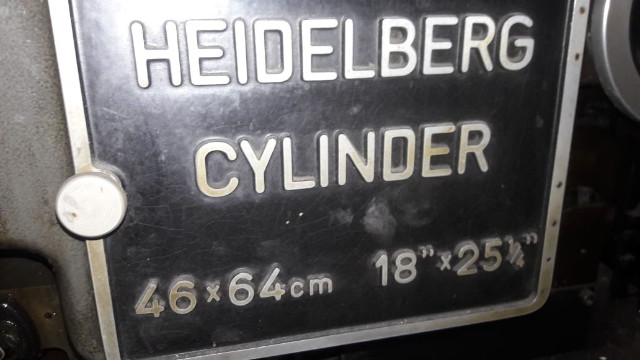 HEIDELBERG
CYLINDER
46×64cm 18"×25¼"